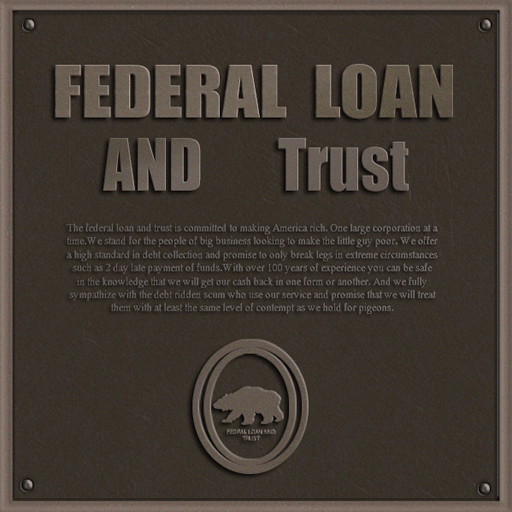 FEDERAL LOAN
AND Trust
The federal loan and trust is committed to making America rich. One large corporation at a
time.We stand for the people of big business looking to make the little guy poor. We offer
a high standard in debt collection and promise to only break legs in extreme circumstances
such as 2 day late payment of funds.With over 100 years of experience you can be safe
in the knowledge that we will get our cash back in one form or another. And we fully
sympathize with the debt ridden scum who use our service and promise that we will treat
them with at least the same level of contempt as we hold for pigeons.
FEDERAL LOAN AND
TRUST